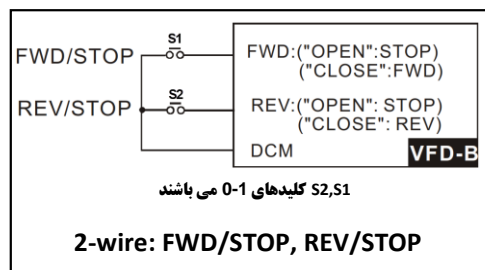 S1
FWD/STOP
FWD:("OPEN":STOP)
("CLOSE":FWD)
S2
REV/STOP
REV:("OPEN": STOP)
("CLOSE": REV)
DCM
VFD-B
S2,S1 کلیدهای 0-1 می باشند
2-wire: FWD/STOP, REV/STOP